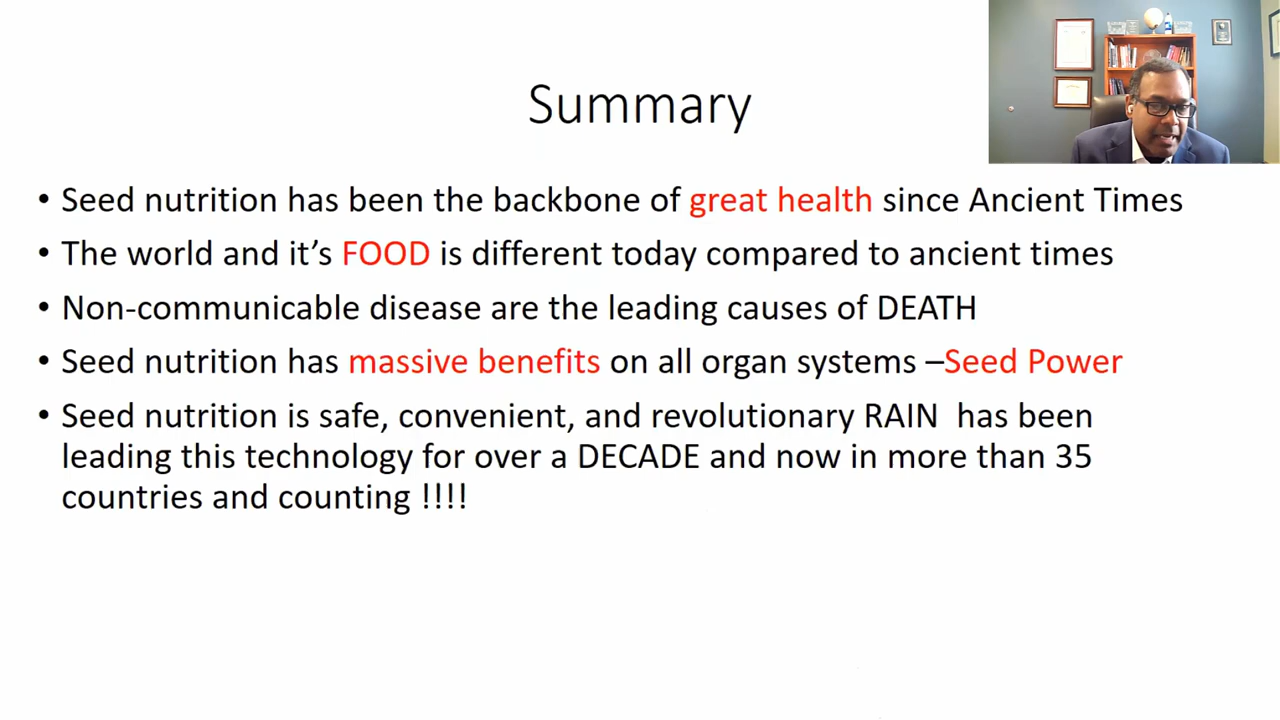 Summary
• Seed nutrition has been the backbone of great health since Ancient Times
• The world and it’s FOOD is different today compared to ancient times
• Non-communicable disease are the leading causes of DEATH
• Seed nutrition has massive benefits on all organ systems –Seed Power
• Seed nutrition is safe, convenient, and revolutionary RAIN  has been
leading this technology for over a DECADE and now in more than 35
countries and counting !!!!